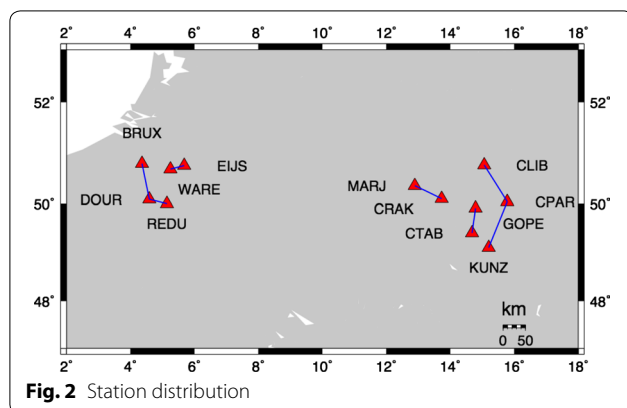 2° 4° 6° 8° 10° 12° 14° 16° 18°
52° 52°
BRUX
EIJS CLIB
MARJ
DOUR WARE CRAK CPAR
50° 50°
REDU CTAB GOPE
KUNZ
48° km 48°
0 50
2° 4° 6° 8° 10° 12° 14° 16° 18°
Fig. 2 Station distribution